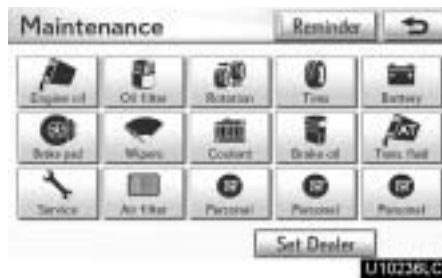 Maintenance Reminder
Engine oil Oil filter Rotation Tires Battery
Brake pad Wipers Coolant Brake oil Trans. fluid
Service Air filter Personal Personal Personal
Set Dealer
U10236LC